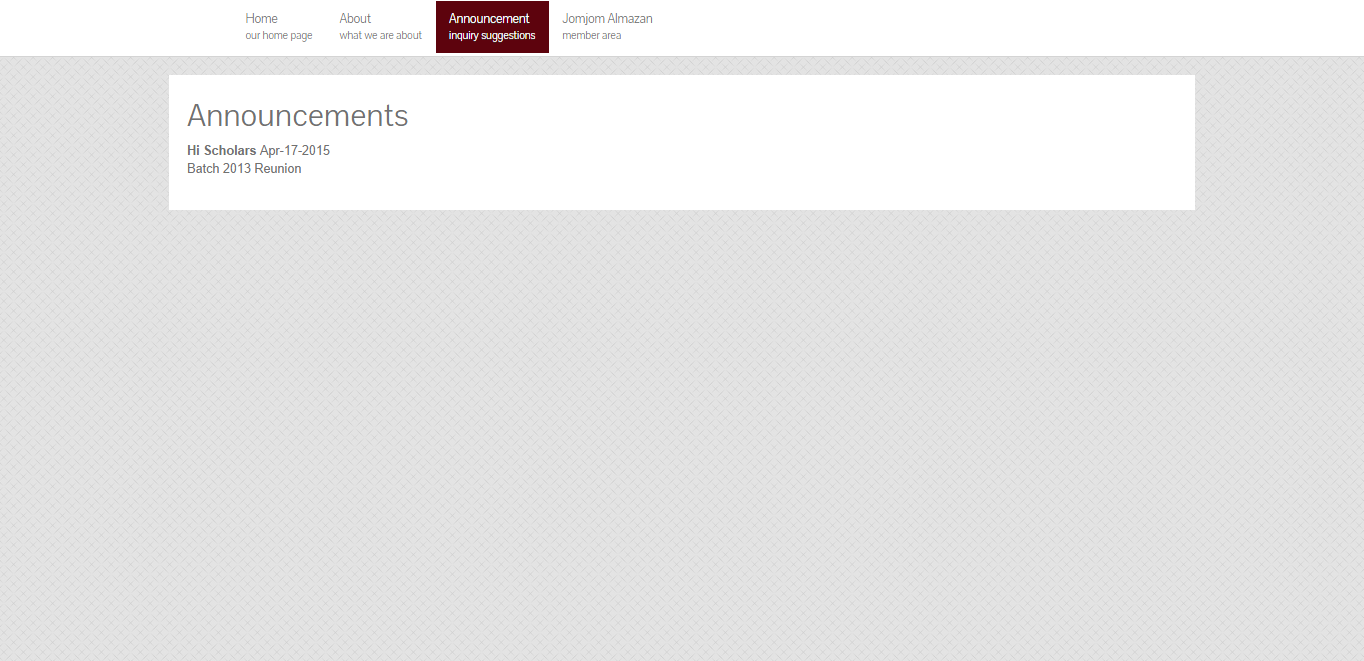 Home
our home page
About
what we are about
Announcement
inquiry suggestions
Jomjom Almazan
member area
Announcements
Hi Scholars Apr-17-2015
Batch 2013 Reunion